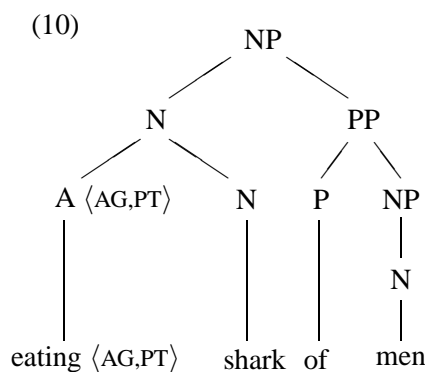 (10)
NP
N PP
A ⟨AG,PT⟩ N P NP
N
eating ⟨AG,PT⟩ shark of men